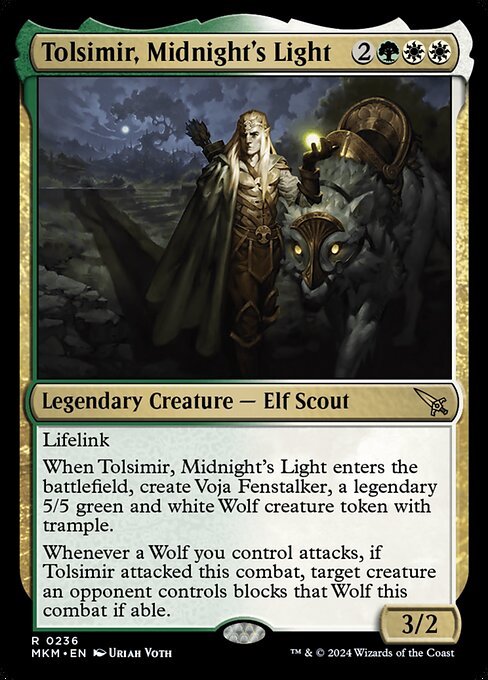 Tolsimir, Midnight's Light 2
Legendary Creature — Elf Scout
Lifelink
When Tolsimir, Midnight's Light enters the
battlefield, create Voja Fenstalker, a legendary
5/5 green and white Wolf creature token with
trample.
Whenever a Wolf you control attacks, if
Tolsimir attacked this combat, target creature
an opponent controls blocks that Wolf this
combat if able.
3/2
R 0236
MKM • EN Uriah Voth
™ & © 2024 Wizards of the Coast